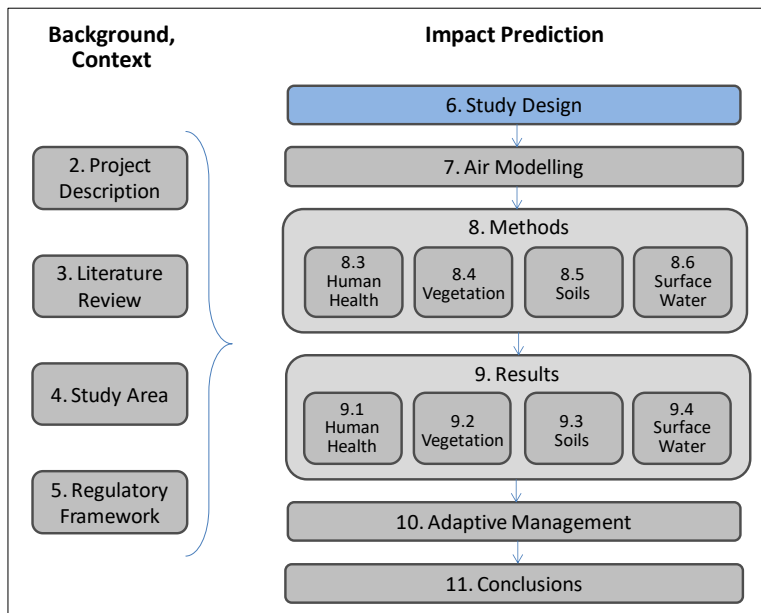 Background,
Context
2. Project
Description
3. Literature
Review
4. Study Area
5. Regulatory
Framework
Impact Prediction
6. Study Design
7. Air Modelling
8. Methods
8.3
Human
Health
8.4
Vegetation
8.5
Soils
8.6
Surface
Water
9. Results
9.1
Human
Health
9.2
Vegetation
9.3
Soils
9.4
Surface
Water
10. Adaptive Management
11. Conclusions